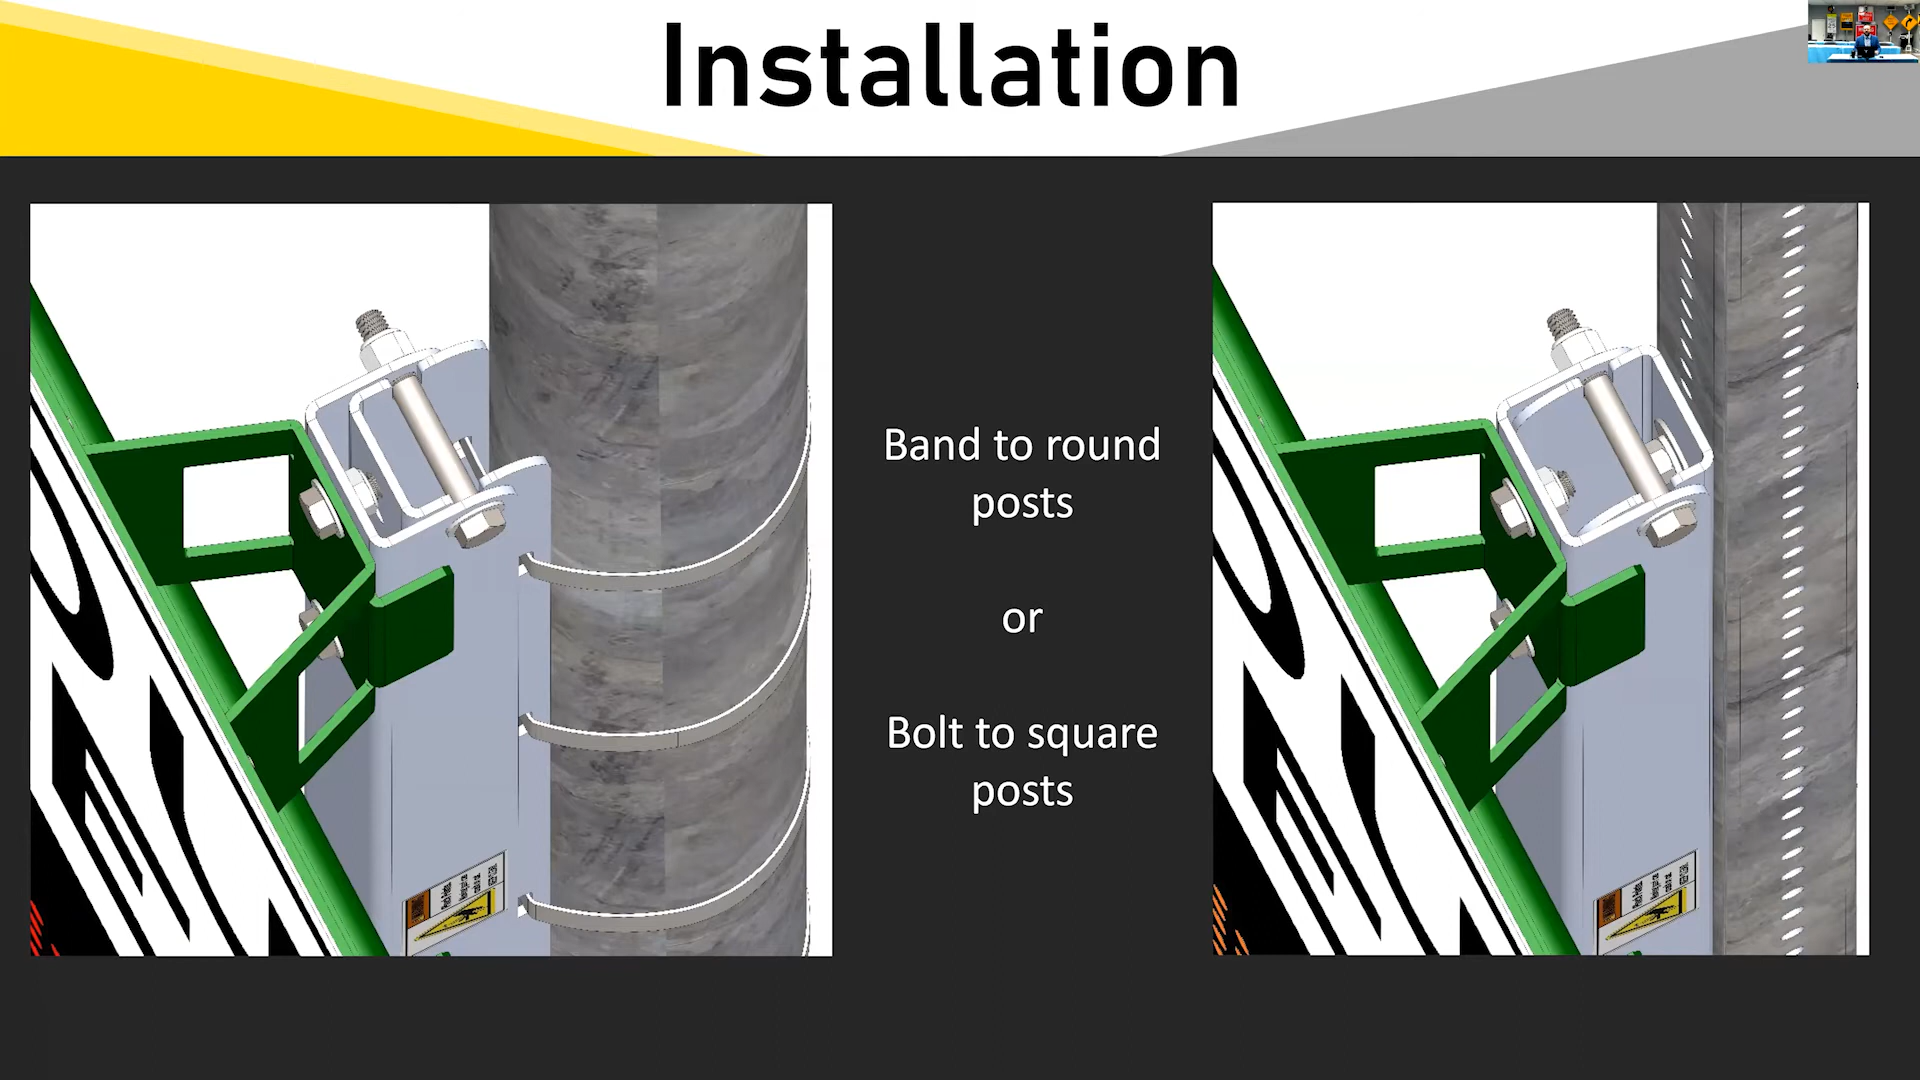 Installation
Band to round
posts
or
Bolt to square
posts